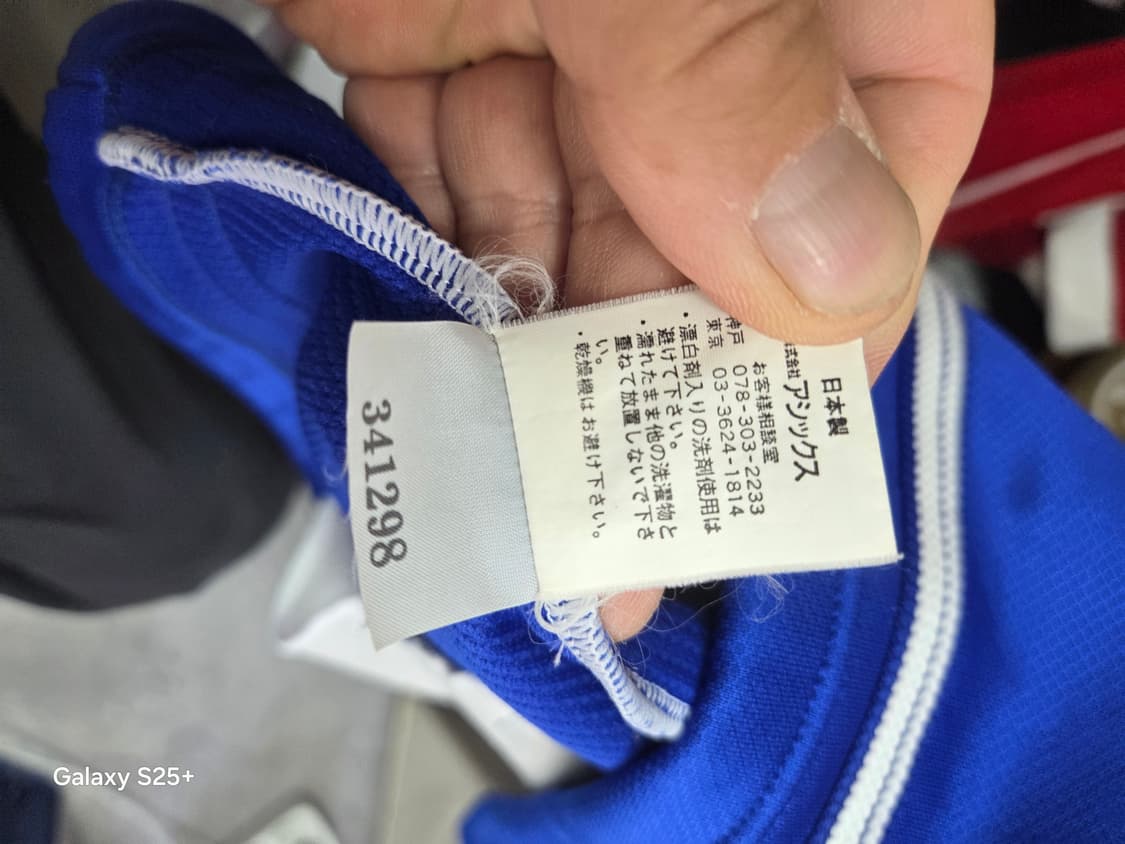 日本製
式会社 アシックス
お客様相談室
神戸 078-303-2233
東京 03-3624-1814
・漂白剤入りの洗剤使用は
避けて下さい。
・濡れたまま他の洗濯物と
重ねて放置しないで下さ
い。
・乾燥機はお避け下さい。
341298
Galaxy S25+